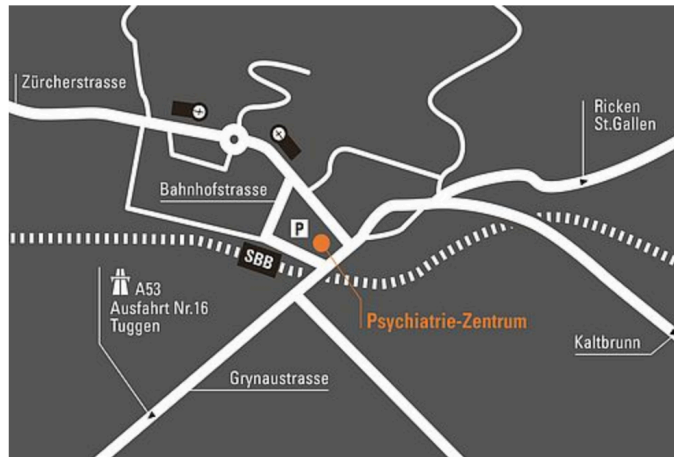 Zürcherstrasse
Ricken
St.Gallen
Bahnhofstrasse
P
SBB
A53
Ausfahrt Nr.16
Tuggen
Psychiatrie-Zentrum
Kaltbrunn
Grynaustrasse